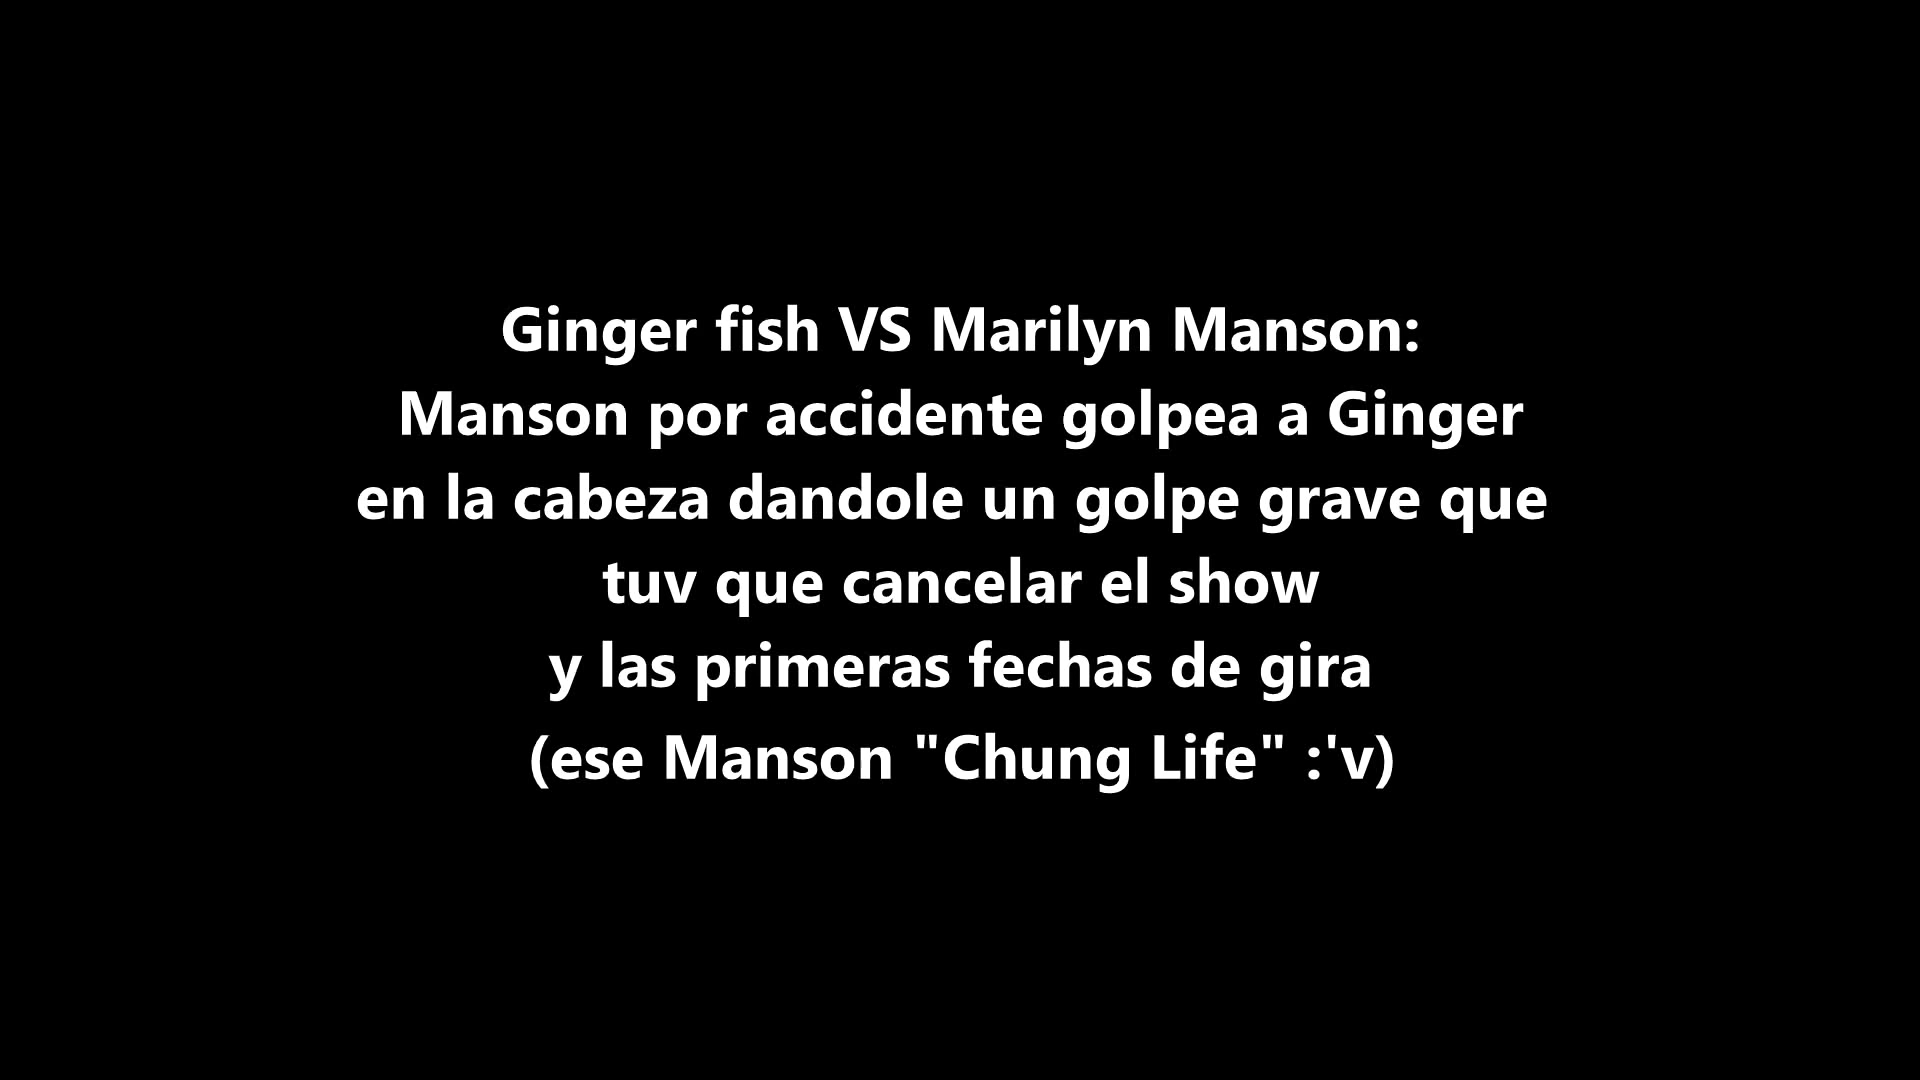 Ginger fish VS Marilyn Manson:
Manson por accidente golpea a Ginger
en la cabeza dandole un golpe grave que
tuv que cancelar el show
y las primeras fechas de gira
(ese Manson "Chung Life" :'v)